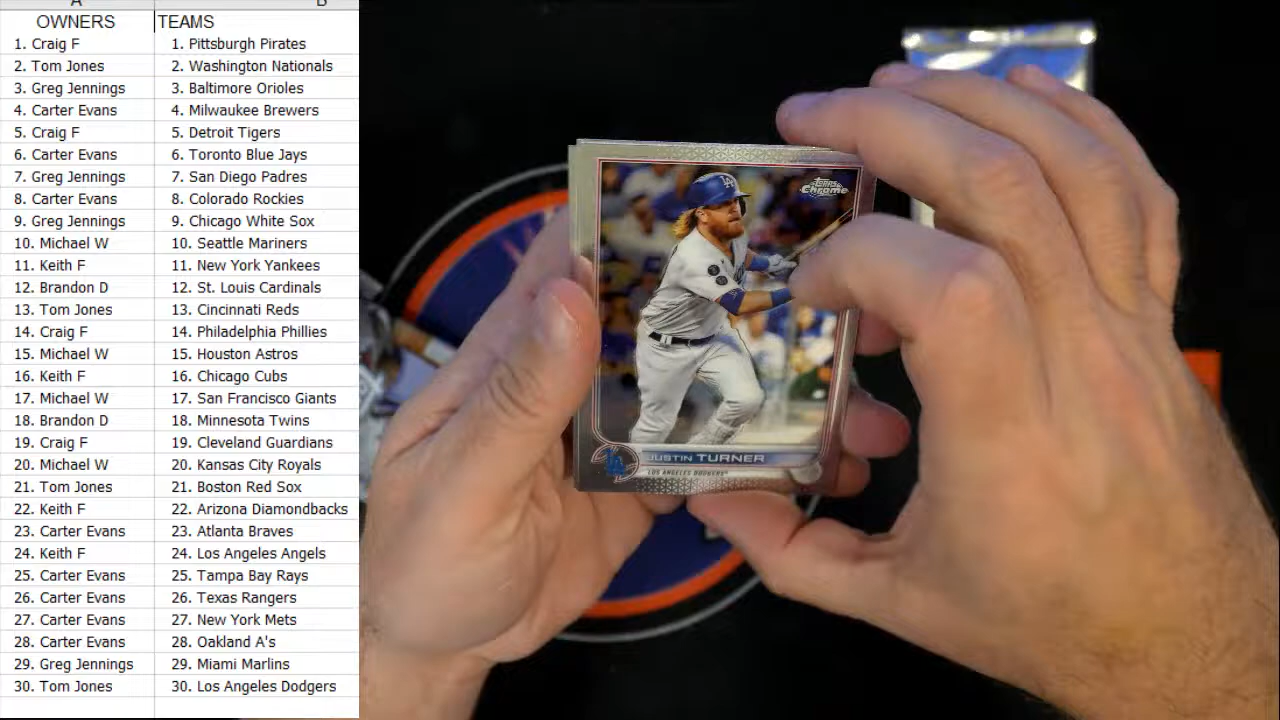 A B
OWNERS TEAMS
1. Craig F 1. Pittsburgh Pirates
2. Tom Jones 2. Washington Nationals
3. Greg Jennings 3. Baltimore Orioles
4. Carter Evans 4. Milwaukee Brewers
5. Craig F 5. Detroit Tigers
6. Carter Evans 6. Toronto Blue Jays
7. Greg Jennings 7. San Diego Padres
8. Carter Evans 8. Colorado Rockies
9. Greg Jennings 9. Chicago White Sox
10. Michael W 10. Seattle Mariners
11. Keith F 11. New York Yankees
12. Brandon D 12. St. Louis Cardinals
13. Tom Jones 13. Cincinnati Reds
14. Craig F 14. Philadelphia Phillies
15. Michael W 15. Houston Astros
16. Keith F 16. Chicago Cubs
17. Michael W 17. San Francisco Giants
18. Brandon D 18. Minnesota Twins
19. Craig F 19. Cleveland Guardians
20. Michael W 20. Kansas City Royals
21. Tom Jones 21. Boston Red Sox
22. Keith F 22. Arizona Diamondbacks
23. Carter Evans 23. Atlanta Braves
24. Keith F 24. Los Angeles Angels
25. Carter Evans 25. Tampa Bay Rays
26. Carter Evans 26. Texas Rangers
27. Carter Evans 27. New York Mets
28. Carter Evans 28. Oakland A's
29. Greg Jennings 29. Miami Marlins
30. Tom Jones 30. Los Angeles Dodgers
Topps
Chrome
LA
LA
JUSTIN TURNER
LOS ANGELES DODGERS